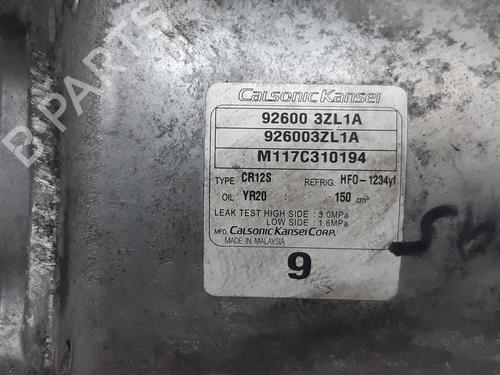 Calsonic Kansei
92600 3ZL1A
926003ZL1A
M117C310194
TYPE CR12S REFRIG. HFO-1234yf
OIL YR20 : 150 cm³
LEAK TEST HIGH SIDE : 3.0MPa
LOW SIDE : 1.6MPa
MFD. CALSONIC KANSEI CORP.
MADE IN MALAYSIA
9
B-PARTS